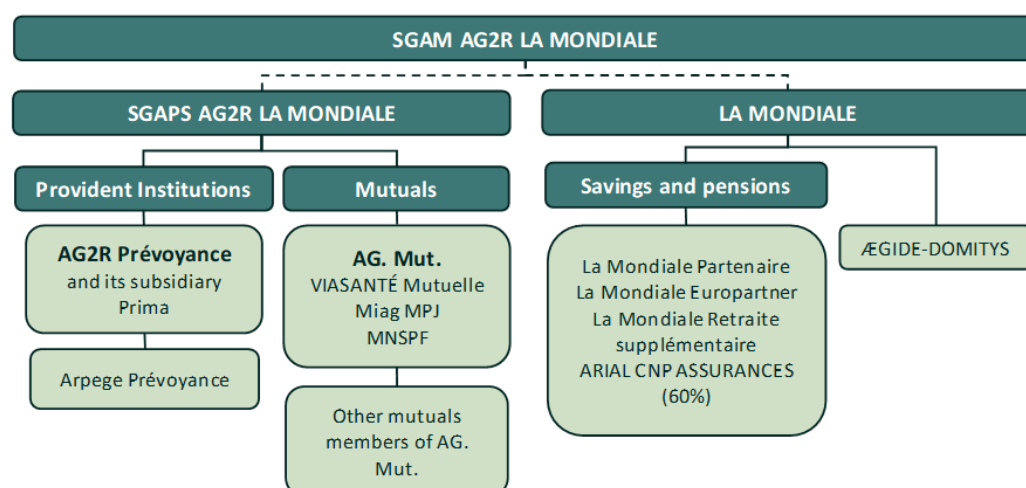 SGAM AG2R LA MONDIALE
SGAPS AG2R LA MONDIALE
LA MONDIALE
Provident Institutions
Mutuals
Savings and pensions
AG2R Prévoyance
and its subsidiary
Prima
AG. Mut.
VIASANTÉ Mutuelle
Miag MPJ
MNSPF
La Mondiale Partenaire
La Mondiale Europartner
La Mondiale Retraite
supplémentaire
ARIAL CNP ASSURANCES
(60%)
ÆGIDE-DOMITYS
Arpege Prévoyance
Other mutuals
members of AG.
Mut.